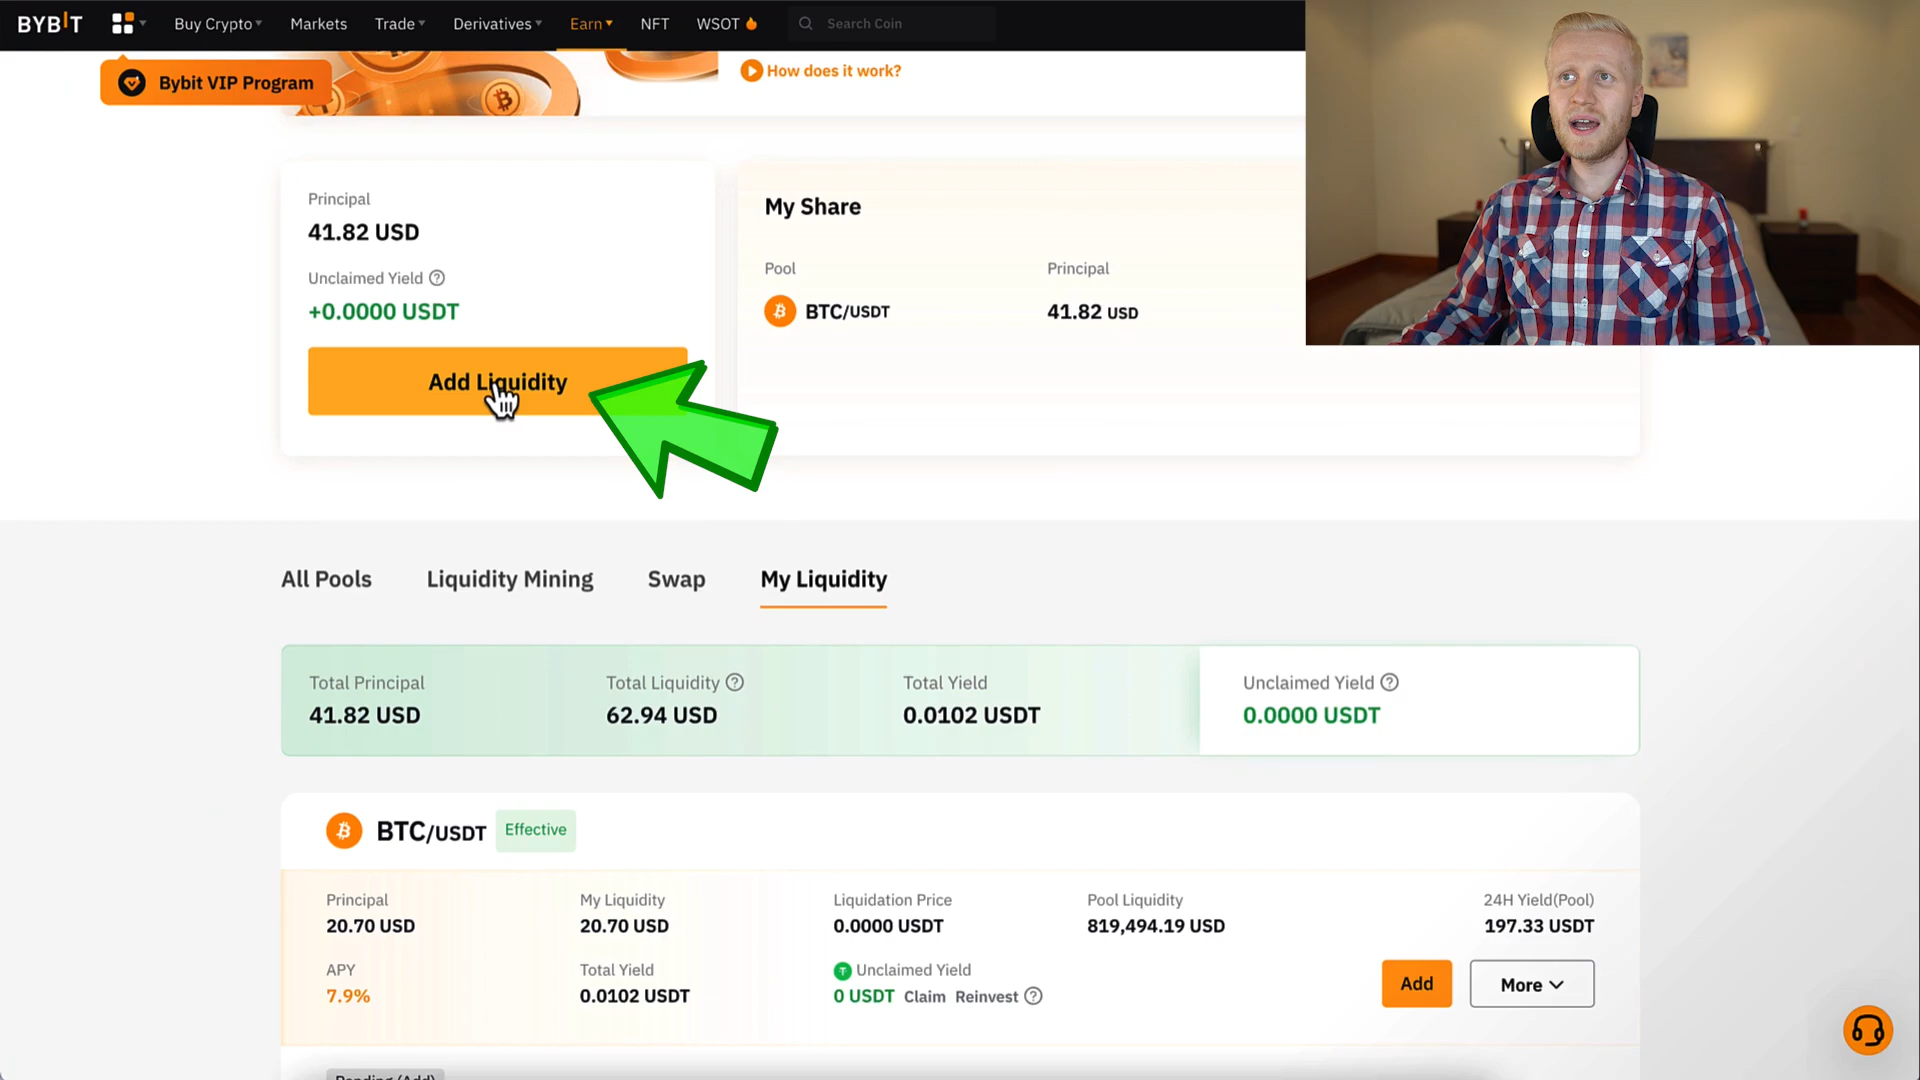 BYBIT
Buy Crypto
Markets
Trade
Derivatives
Earn
NFT
WSOT
Search Coin
Bybit VIP Program
How does it work?
Principal
41.82 USD
Unclaimed Yield
+0.0000 USDT
Add Liquidity
My Share
Pool
Principal
BTC/USDT
41.82 USD
All Pools
Liquidity Mining
Swap
My Liquidity
Total Principal
Total Liquidity
Total Yield
Unclaimed Yield
41.82 USD
62.94 USD
0.0102 USDT
0.0000 USDT
BTC/USDT
Effective
Principal
My Liquidity
Liquidation Price
Pool Liquidity
24H Yield(Pool)
20.70 USD
20.70 USD
0.0000 USDT
819,494.19 USD
197.33 USDT
APY
Total Yield
Unclaimed Yield
7.9%
0.0102 USDT
0 USDT Claim Reinvest
Add
More
Pending (Add)